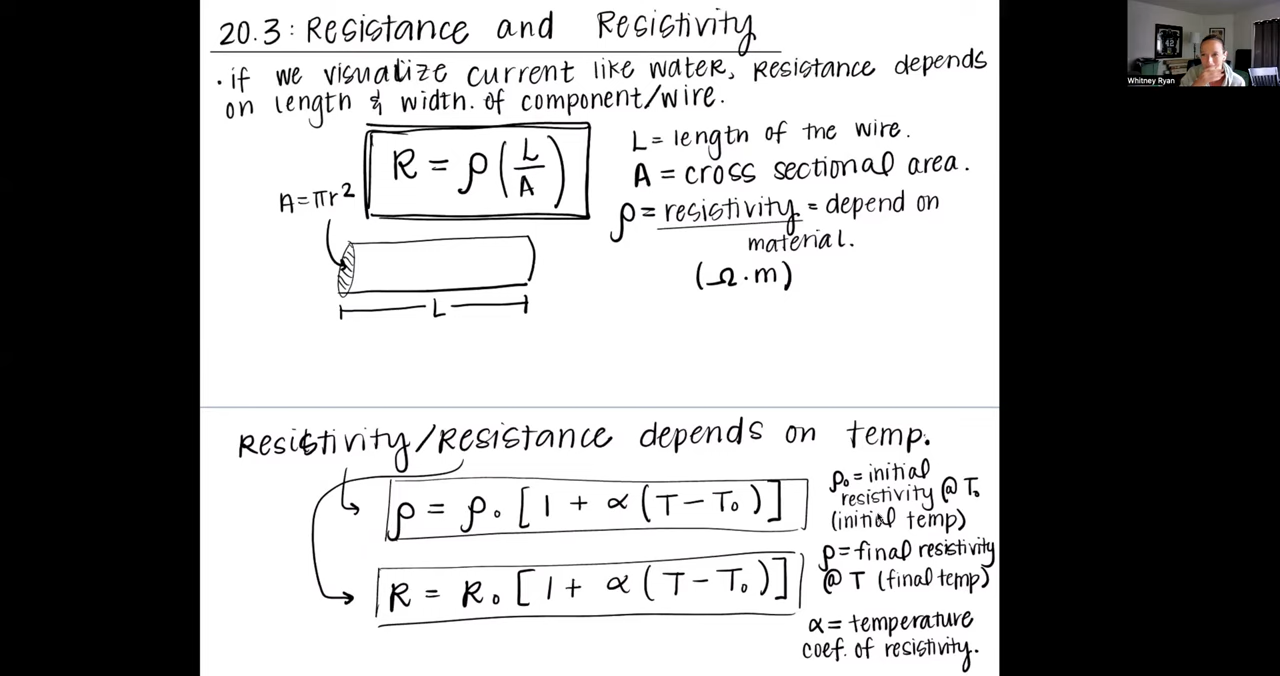 20.3: Resistance and Resistivity
• if we visualize current like water, Resistance depends
on length & width. of component/wire.
R = ρ (L/A)
A = πr²
L
L = length of the wire.
A = cross sectional area.
ρ = resistivity = depend on
material.
(Ω·m)
Resistivity/Resistance depends on temp.
ρ = ρ₀ [1 + α (T - T₀)]
R = R₀ [1 + α (T - T₀)]
ρ₀ = initial
resistivity @ T₀
(initial temp)
ρ = final resistivity
@ T (final temp)
α = temperature
coef. of resistivity.
Whitney Ryan
42